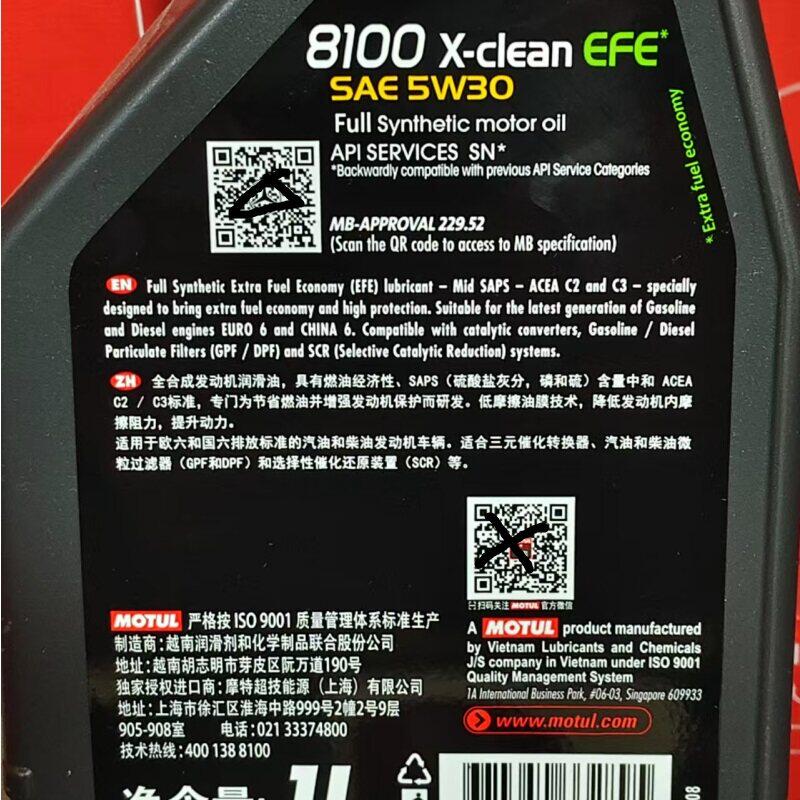 8100 X-clean EFE*
SAE 5W30
Full Synthetic motor oil
API SERVICES SN*
*Backwardly compatible with previous API Service Categories
* Extra fuel economy
MB-APPROVAL 229.52
(Scan the QR code to access to MB specification)
EN Full Synthetic Extra Fuel Economy (EFE) lubricant – Mid SAPS – ACEA C2 and C3 – specially
designed to bring extra fuel economy and high protection. Suitable for the latest generation of Gasoline
and Diesel engines EURO 6 and CHINA 6. Compatible with catalytic converters, Gasoline / Diesel
Particulate Filters (GPF / DPF) and SCR (Selective Catalytic Reduction) systems.
ZH 全合成发动机润滑油，具有燃油经济性、SAPS（硫酸盐灰分，磷和硫）含量中和 ACEA
C2 / C3标准，专门为节省燃油并增强发动机保护而研发。低摩擦油膜技术，降低发动机内摩
擦阻力，提升动力。
适用于欧六和国六排放标准的汽油和柴油发动机车辆。适合三元催化转换器、汽油和柴油微
粒过滤器（GPF和DPF）和选择性催化还原装置（SCR）等。
扫码关注 MOTUL 官方微信
MOTUL 严格按 ISO 9001 质量管理体系标准生产
制造商：越南润滑剂和化学制品联合股份公司
地址：越南胡志明市芽皮区阮万道190号
独家授权进口商：摩特超技能源（上海）有限公司
地址：上海市徐汇区淮海中路999号2幢2号9层
905-908室 电话：021 33374800
技术热线：400 138 8100
净含量：1L
A MOTUL product manufactured
by Vietnam Lubricants and Chemicals
J/S company in Vietnam under ISO 9001
Quality Management System
1A International Business Park, #06-03, Singapore 609933
www.motul.com